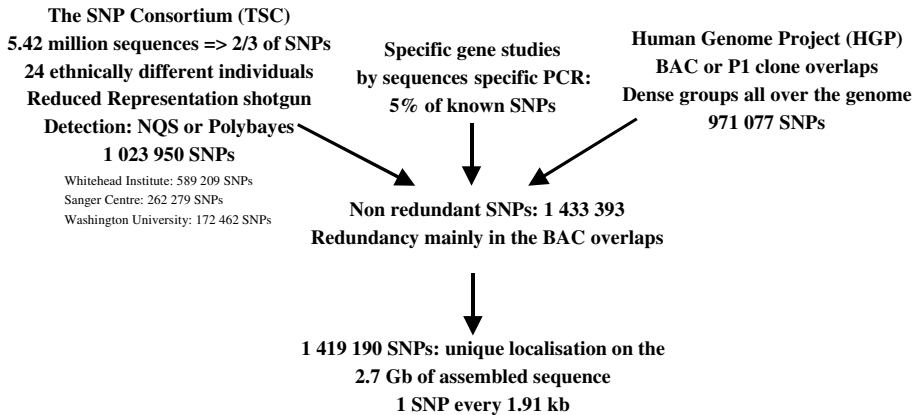 The SNP Consortium (TSC)
5.42 million sequences => 2/3 of SNPs
24 ethnically different individuals
Reduced Representation shotgun
Detection: NQS or Polybayes
1 023 950 SNPs
Whitehead Institute: 589 209 SNPs
Sanger Centre: 262 279 SNPs
Washington University: 172 462 SNPs
Specific gene studies
by sequences specific PCR:
5% of known SNPs
Human Genome Project (HGP)
BAC or P1 clone overlaps
Dense groups all over the genome
971 077 SNPs
Non redundant SNPs: 1 433 393
Redundancy mainly in the BAC overlaps
1 419 190 SNPs: unique localisation on the
2.7 Gb of assembled sequence
1 SNP every 1.91 kb